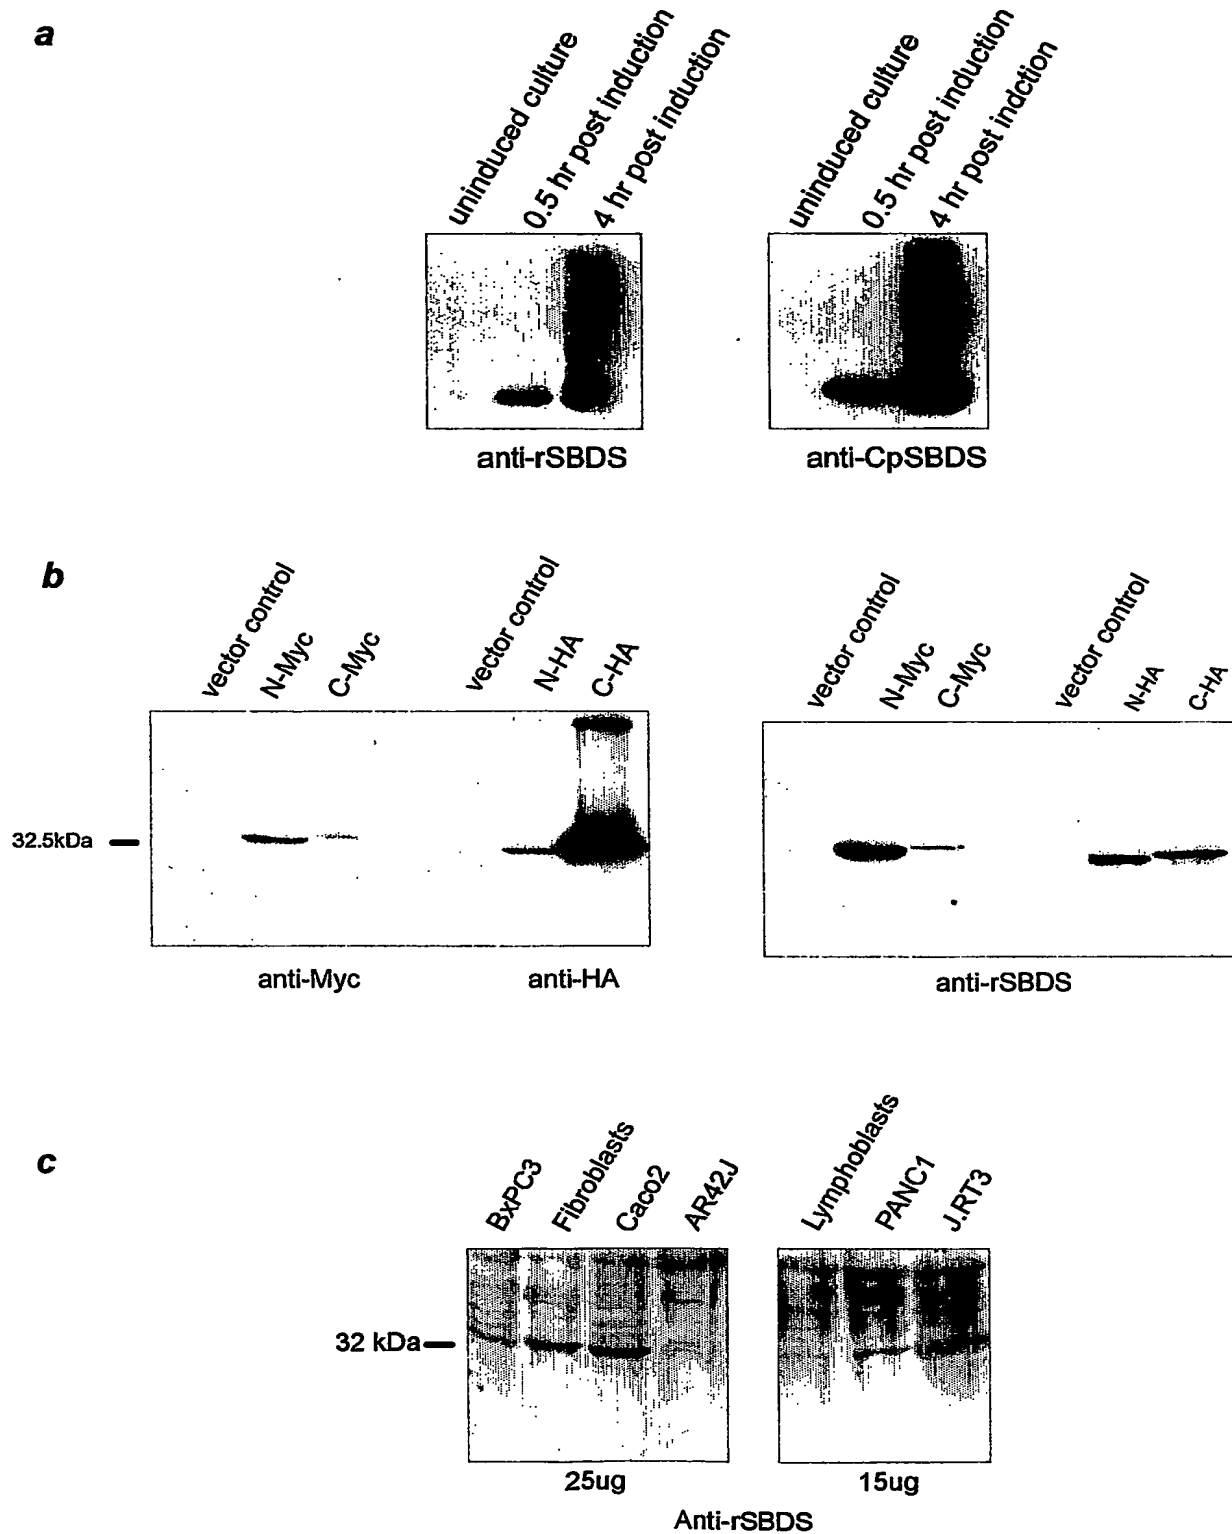 a
uninduced culture
0.5 hr post induction
4 hr post induction
uninduced culture
0.5 hr post induction
4 hr post indction
anti-rSBDS
anti-CpSBDS
b
vector control
N-Myc
C-Myc
vector control
N-HA
C-HA
vector control
N-Myc
C-Myc
vector control
N-HA
C-HA
32.5kDa
anti-Myc
anti-HA
anti-rSBDS
c
BxPC3
Fibroblasts
Caco2
AR42J
Lymphoblasts
PANC1
J.RT3
32 kDa
25ug
15ug
Anti-rSBDS